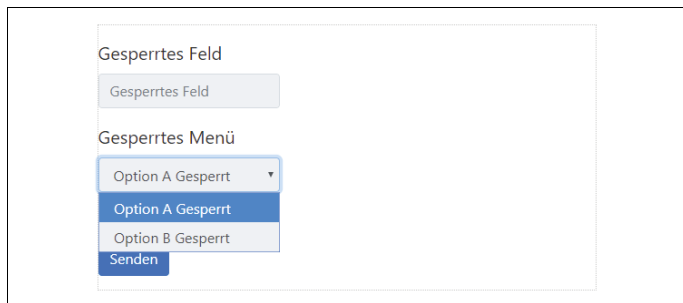 Gesperrtes Feld
Gesperrtes Feld
Gesperrtes Menü
Option A Gesperrt
Option A Gesperrt
Option B Gesperrt
Senden